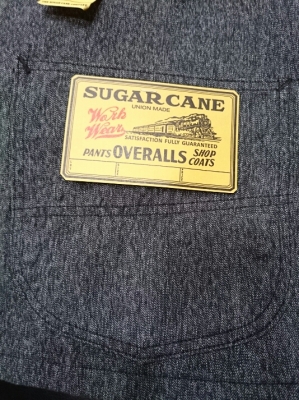 SUGAR CANE
UNION MADE
Work
Wear
SATISFACTION FULLY GUARANTEED
PANTS OVERALLS SHOP COATS